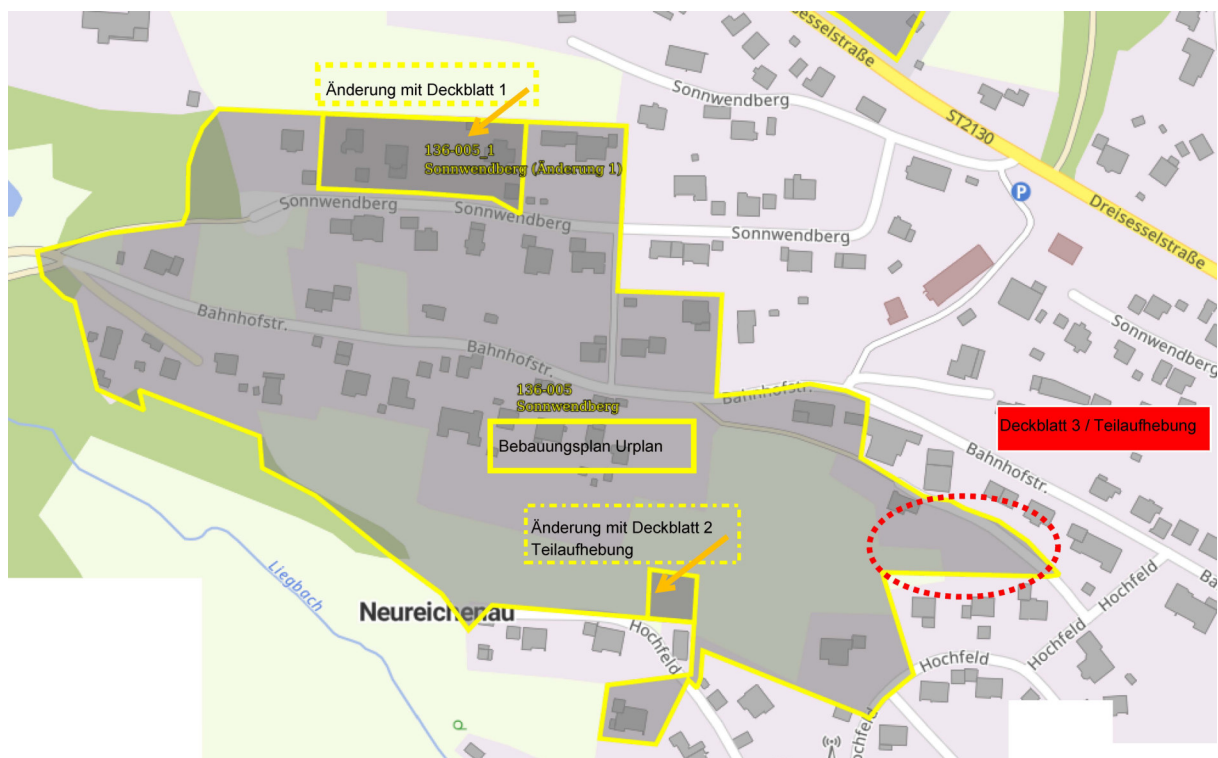 Dreisesselstraße
Sonnwendberg
Änderung mit Deckblatt 1
ST2130
136-005_1
Sonnwendberg (Änderung 1)
P
Sonnwendberg
Sonnwendberg
Dreisesselstraße
Sonnwendberg
Bahnhofstr.
Sonnwendberg
Bahnhofstr.
136-005
Sonnwendberg
Bahnhofstr.
Deckblatt 3 / Teilaufhebung
Bebauungsplan Urplan
Bahnhofstr.
Änderung mit Deckblatt 2
Teilaufhebung
Liegbach
Neureichenau
Hochfeld
Hochfeld
Hochfeld
Hochfeld